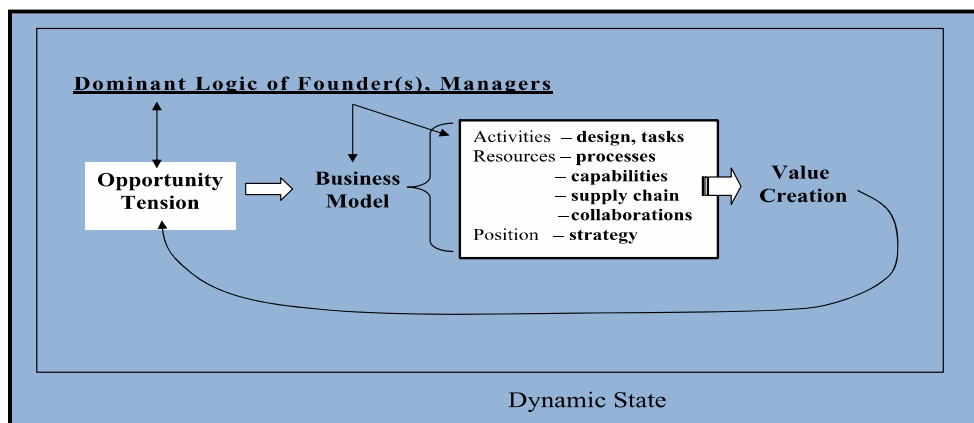 Dominant Logic of Founder(s), Managers
Opportunity
Tension
Business
Model
Activities – design, tasks
Resources – processes
– capabilities
– supply chain
–collaborations
Position – strategy
Value
Creation
Dynamic State